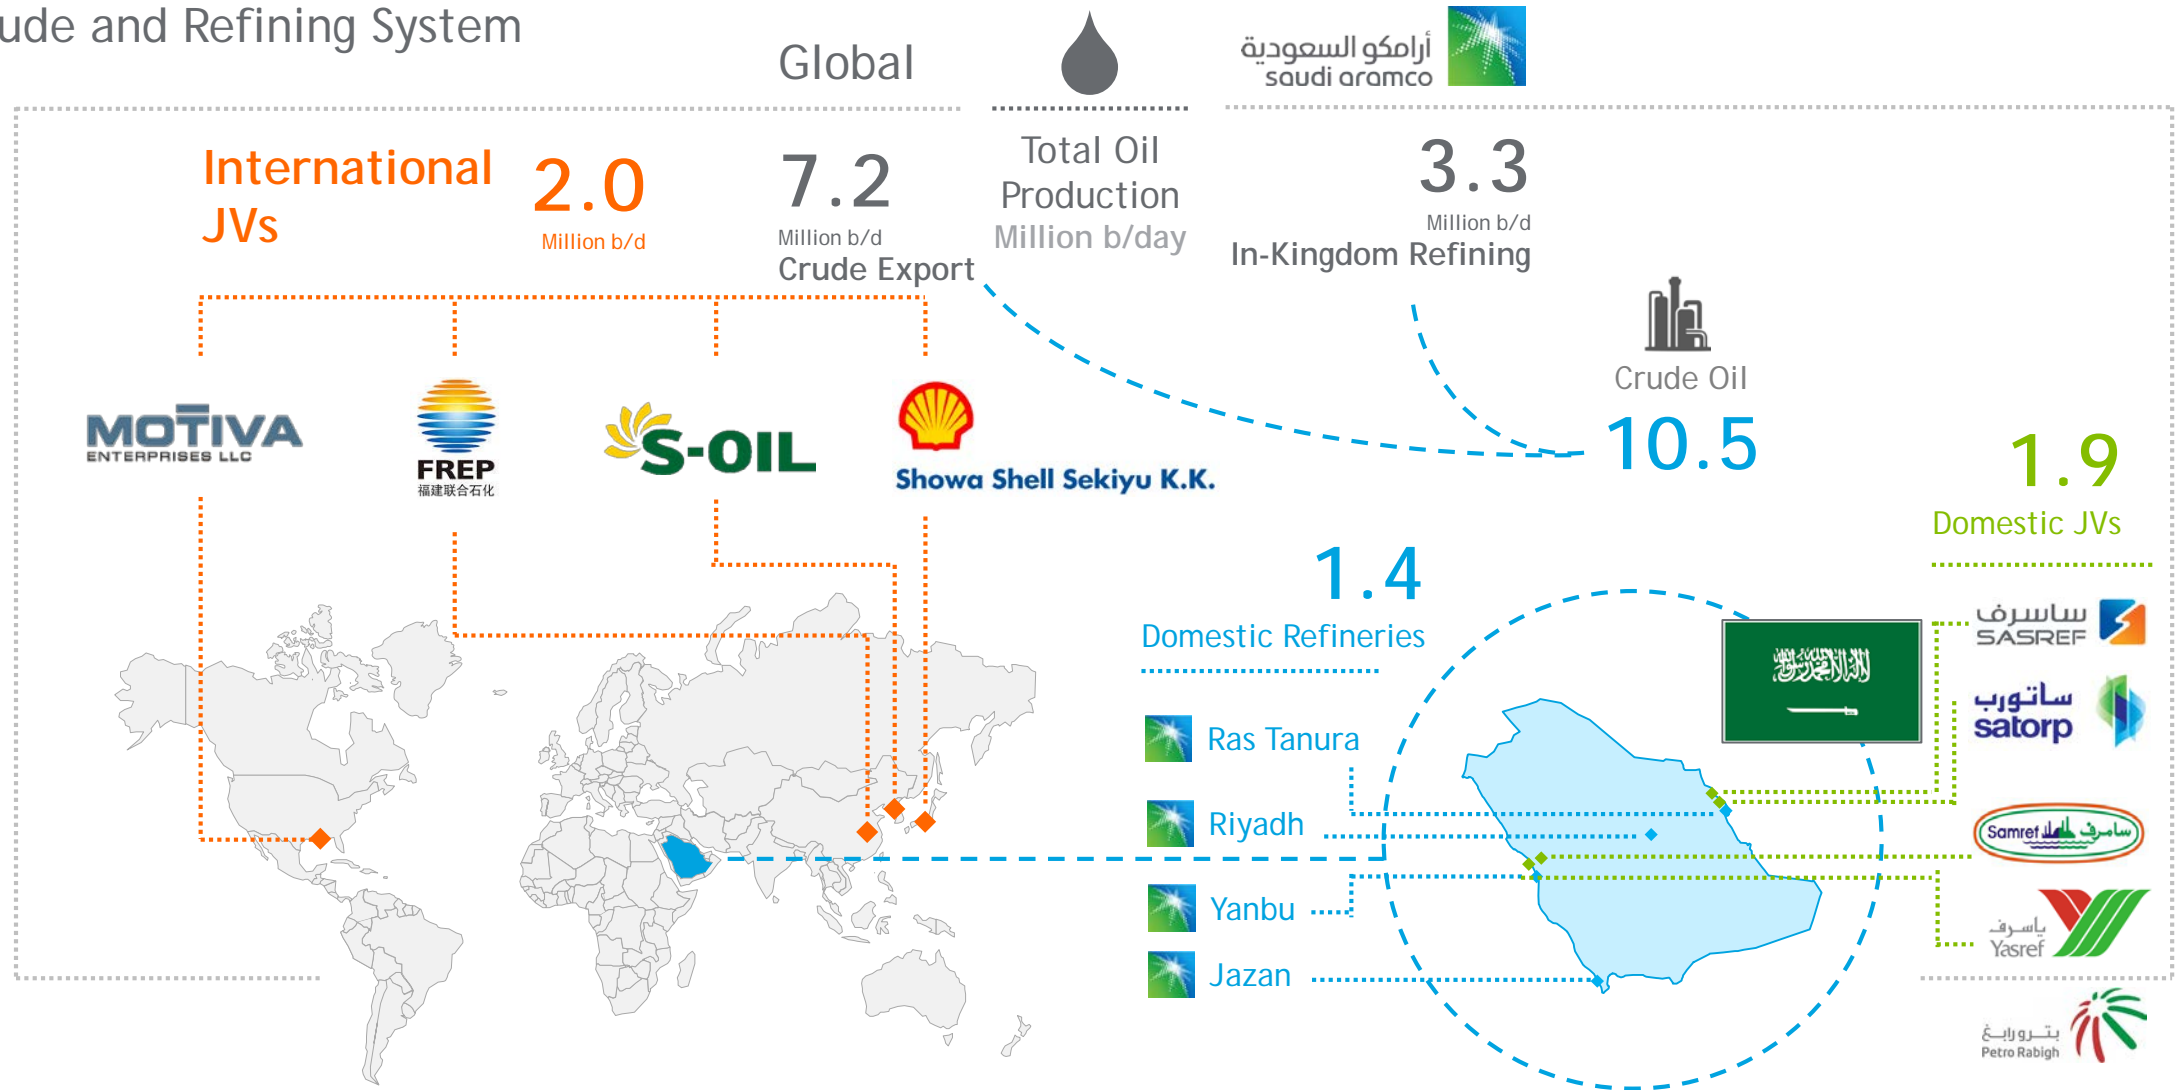 ude and Refining System
Global
أرامكو السعودية
saudi aramco
International
JVs
2.0
Million b/d
7.2
Million b/d
Crude Export
Total Oil
Production
Million b/day
3.3
Million b/d
In-Kingdom Refining
Crude Oil
10.5
MOTIVA
ENTERPRISES LLC
FREP
福建联合石化
S-OIL
Showa Shell Sekiyu K.K.
1.9
Domestic JVs
1.4
Domestic Refineries
Ras Tanura
Riyadh
Yanbu
Jazan
ساسرف
SASREF
ساتورب
satorp
Samref سامرف
ياسرف
Yasref
بترورابغ
Petro Rabigh